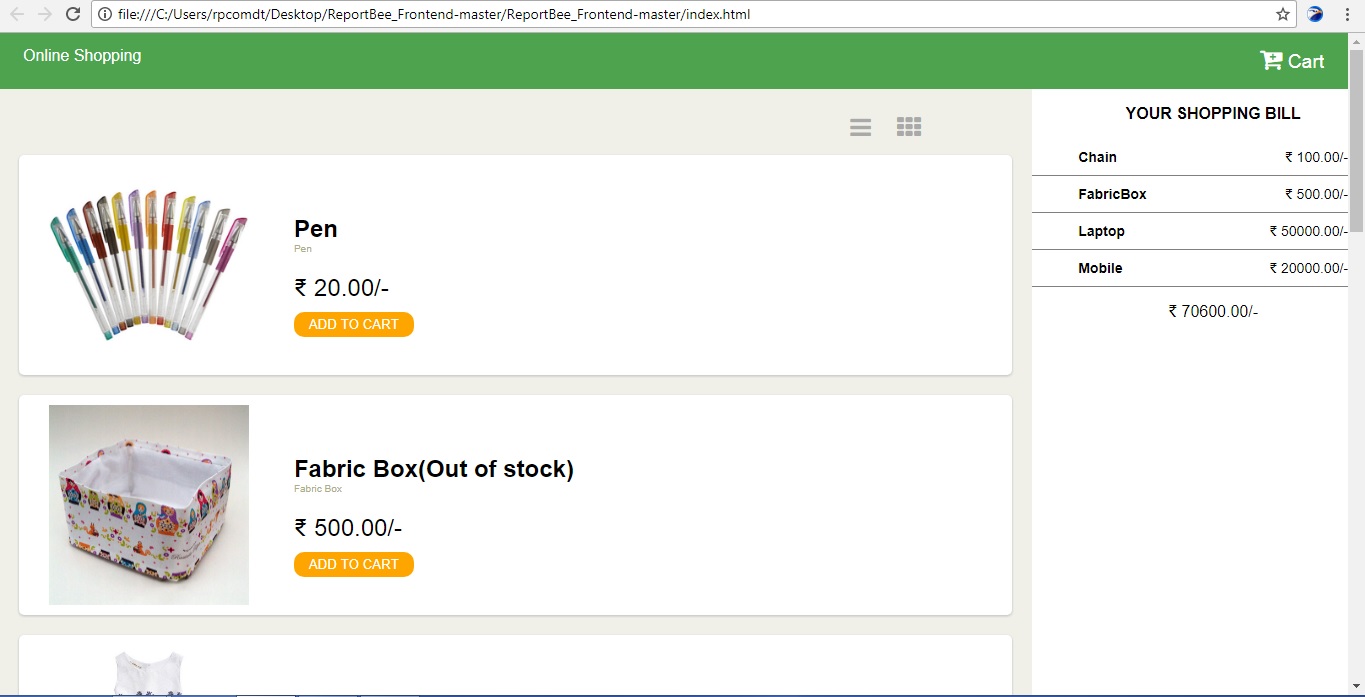 file:///C:/Users/rpcomdt/Desktop/ReportBee_Frontend-master/ReportBee_Frontend-master/index.html
Online Shopping
Cart
YOUR SHOPPING BILL
Chain ₹ 100.00/-
FabricBox ₹ 500.00/-
Laptop ₹ 50000.00/-
Mobile ₹ 20000.00/-
₹ 70600.00/-
Pen
Pen
₹ 20.00/-
ADD TO CART
Fabric Box(Out of stock)
Fabric Box
₹ 500.00/-
ADD TO CART